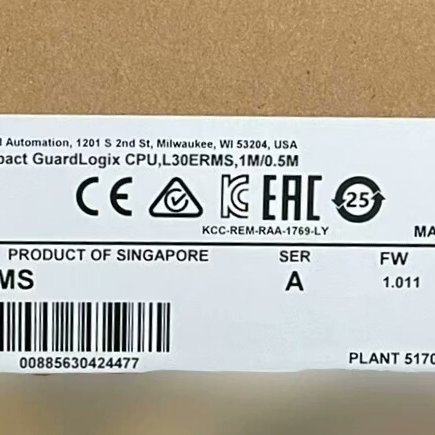 l Automation, 1201 S 2nd St, Milwaukee, WI 53204, USA
pact GuardLogix CPU,L30ERMS,1M/0.5M
CE EAC 25
KCC-REM-RAA-1769-LY
MA
PRODUCT OF SINGAPORE SER FW
MS A 1.011
00885630424477
PLANT 5170